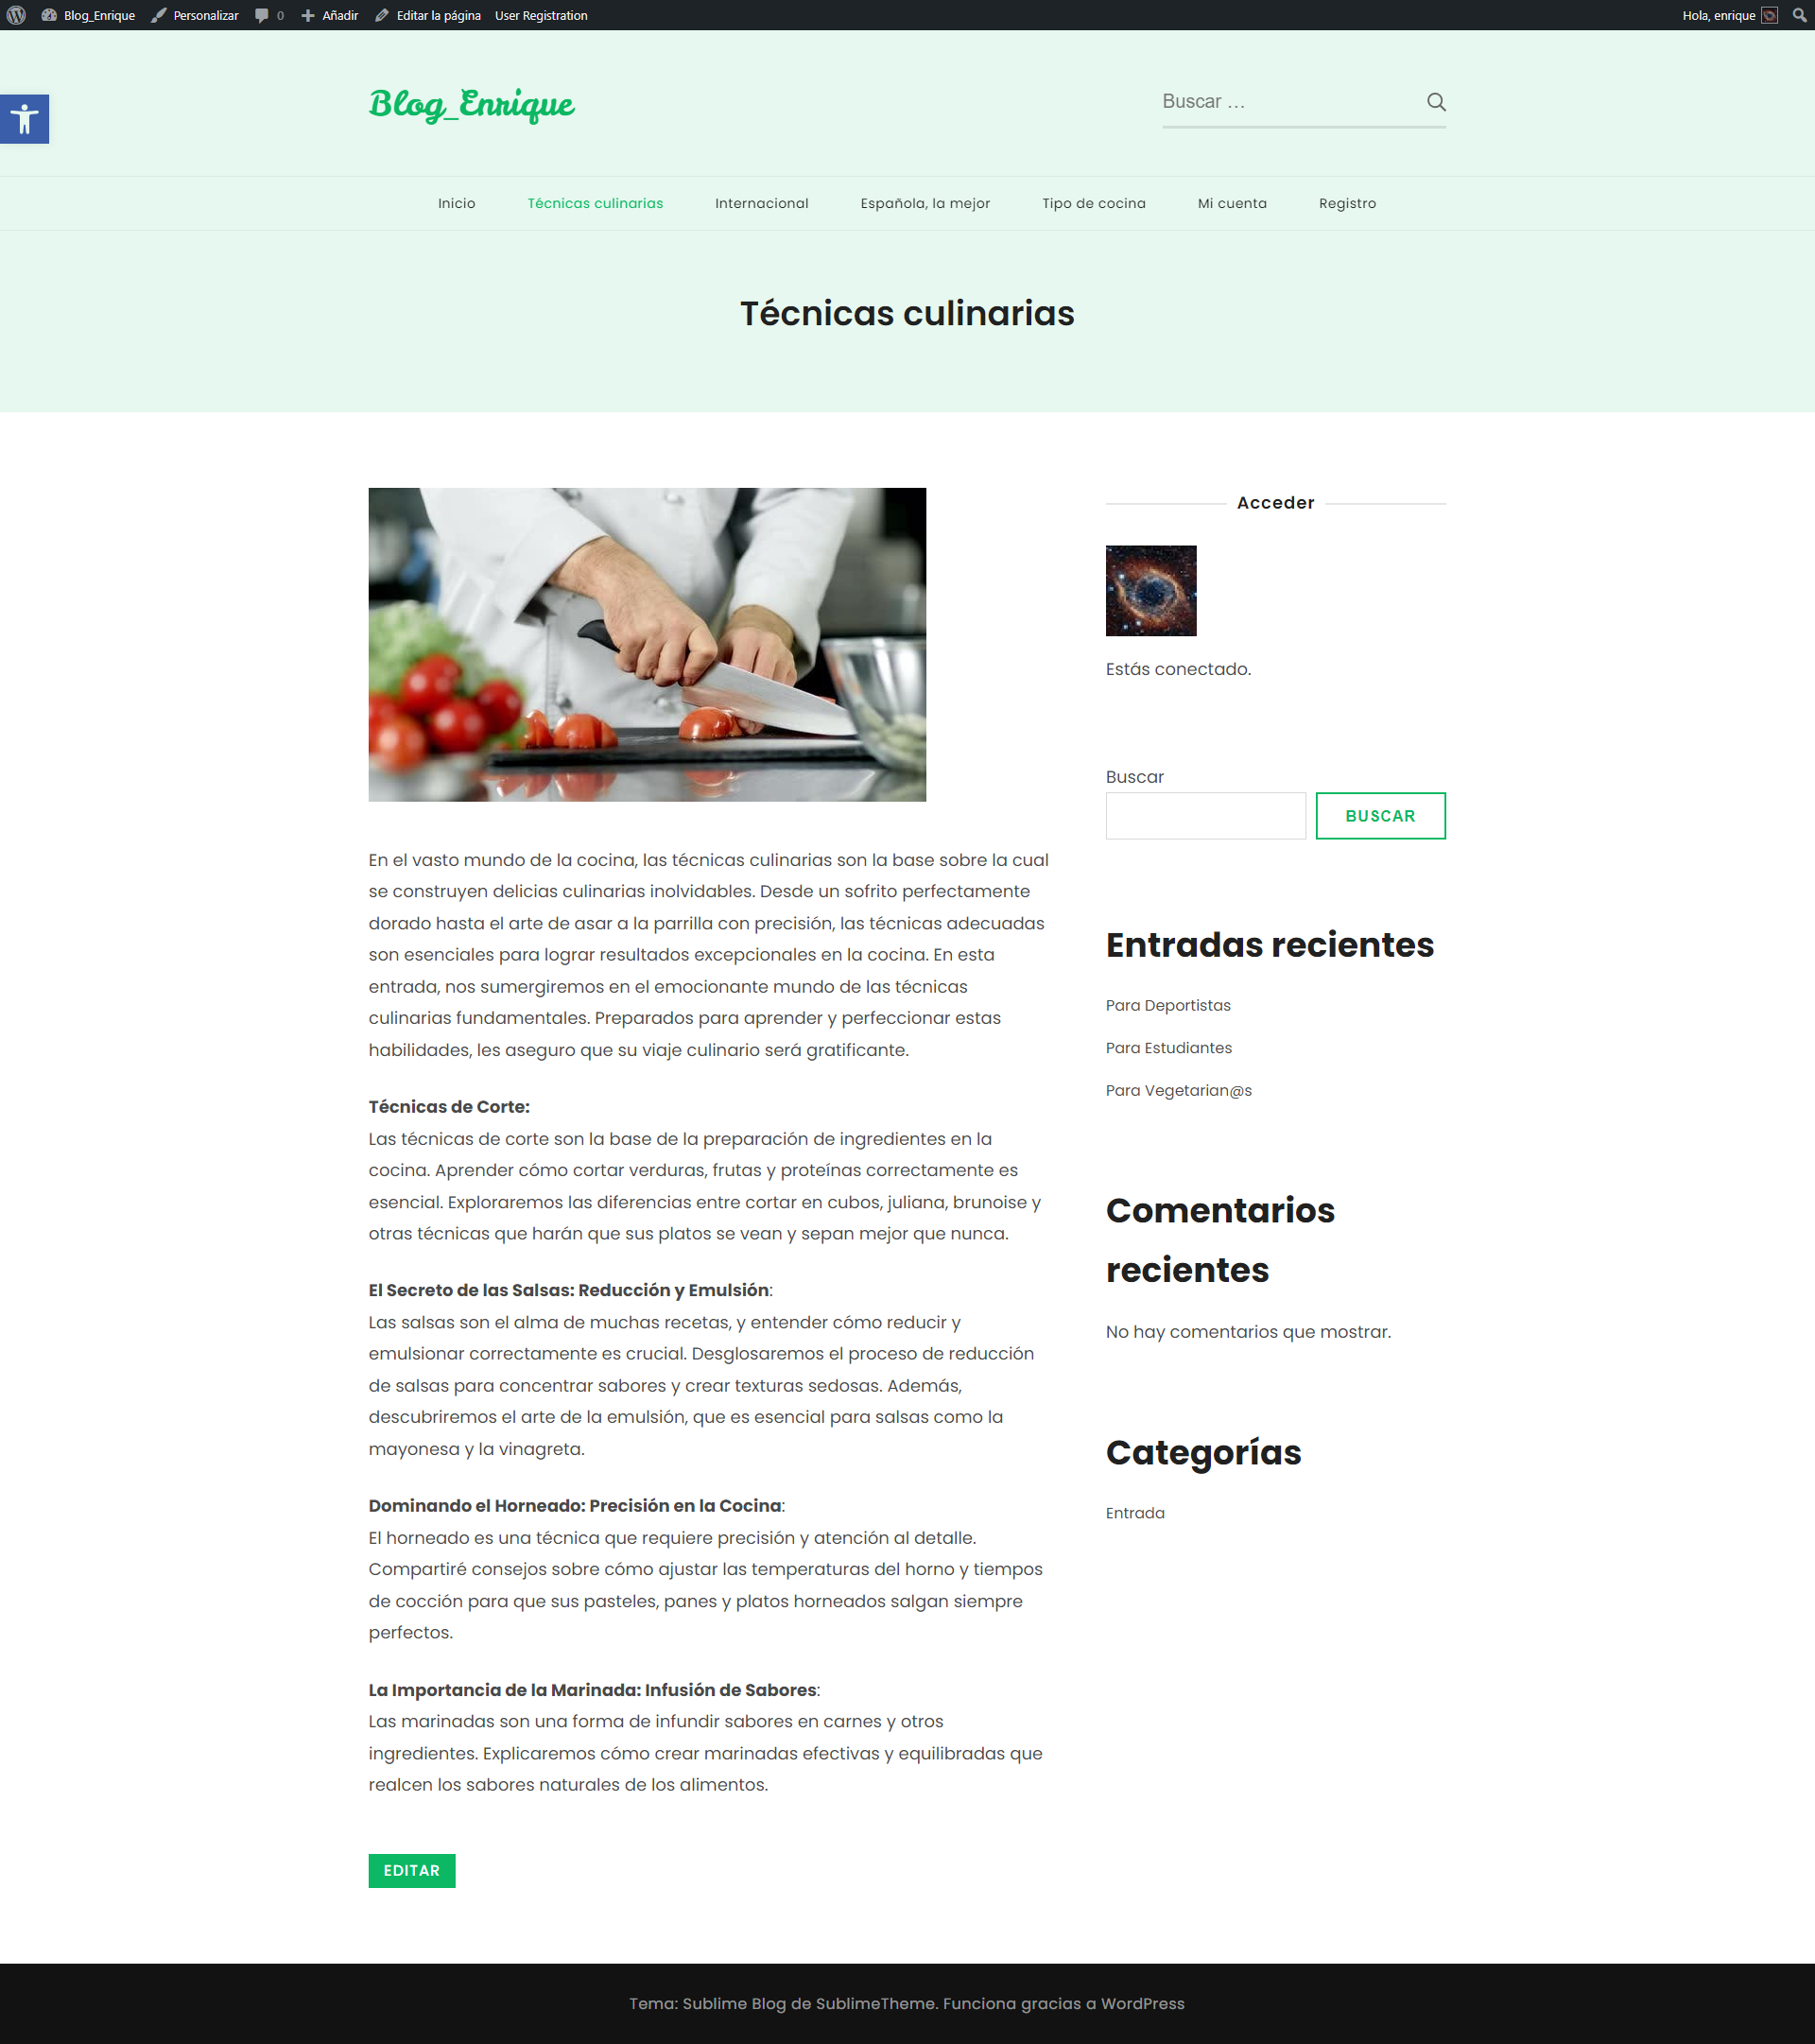 Blog_Enrique Personalizar 0 Añadir Editar la página User Registration Hola, enrique
Blog_Enrique
Buscar …
Inicio Técnicas culinarias Internacional Española, la mejor Tipo de cocina Mi cuenta Registro
Técnicas culinarias
En el vasto mundo de la cocina, las técnicas culinarias son la base sobre la cual
se construyen delicias culinarias inolvidables. Desde un sofrito perfectamente
dorado hasta el arte de asar a la parrilla con precisión, las técnicas adecuadas
son esenciales para lograr resultados excepcionales en la cocina. En esta
entrada, nos sumergiremos en el emocionante mundo de las técnicas
culinarias fundamentales. Preparados para aprender y perfeccionar estas
habilidades, les aseguro que su viaje culinario será gratificante.
Técnicas de Corte:
Las técnicas de corte son la base de la preparación de ingredientes en la
cocina. Aprender cómo cortar verduras, frutas y proteínas correctamente es
esencial. Exploraremos las diferencias entre cortar en cubos, juliana, brunoise y
otras técnicas que harán que sus platos se vean y sepan mejor que nunca.
El Secreto de las Salsas: Reducción y Emulsión:
Las salsas son el alma de muchas recetas, y entender cómo reducir y
emulsionar correctamente es crucial. Desglosaremos el proceso de reducción
de salsas para concentrar sabores y crear texturas sedosas. Además,
descubriremos el arte de la emulsión, que es esencial para salsas como la
mayonesa y la vinagreta.
Dominando el Horneado: Precisión en la Cocina:
El horneado es una técnica que requiere precisión y atención al detalle.
Compartiré consejos sobre cómo ajustar las temperaturas del horno y tiempos
de cocción para que sus pasteles, panes y platos horneados salgan siempre
perfectos.
La Importancia de la Marinada: Infusión de Sabores:
Las marinadas son una forma de infundir sabores en carnes y otros
ingredientes. Explicaremos cómo crear marinadas efectivas y equilibradas que
realcen los sabores naturales de los alimentos.
EDITAR
Acceder
Estás conectado.
Buscar
BUSCAR
Entradas recientes
Para Deportistas
Para Estudiantes
Para Vegetarian@s
Comentarios
recientes
No hay comentarios que mostrar.
Categorías
Entrada
Tema: Sublime Blog de SublimeTheme. Funciona gracias a WordPress